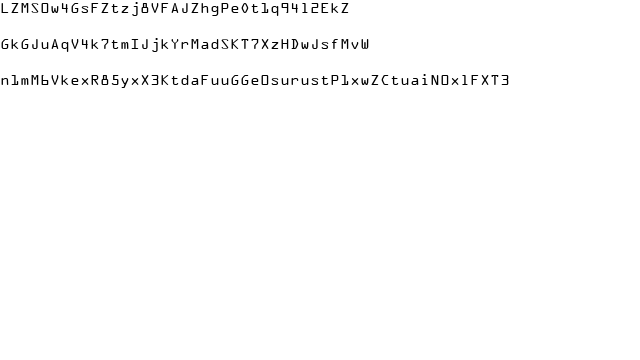 LZMSOw4GsFZtzj8VFAJZhgPe0t1q9412EkZ
GkGJuAqV4k7tmIJjkYrMadSKT7XzHDwJsfMvW
n1mM6VkexR85yxX3KtdaFuuGGeOsurustP1xwZCtuaiNOx1FXT3